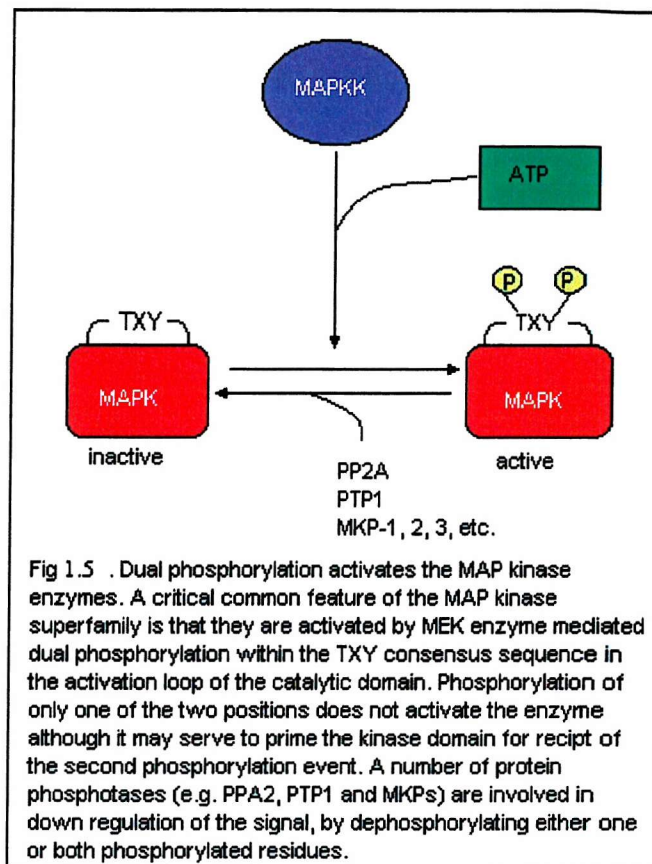 MAPKK
ATP
P P
TXY TXY
MAPK MAPK
inactive active
PP2A
PTP1
MKP-1, 2, 3, etc.
Fig 1.5 . Dual phosphorylation activates the MAP kinase
enzymes. A critical common feature of the MAP kinase
superfamily is that they are activated by MEK enzyme mediated
dual phosphorylation within the TXY consensus sequence in
the activation loop of the catalytic domain. Phosphorylation of
only one of the two positions does not activate the enzyme
although it may serve to prime the kinase domain for recipt of
the second phosphorylation event. A number of protein
phosphotases (e.g. PPA2, PTP1 and MKPs) are involved in
down regulation of the signal, by dephosphorylating either one
or both phosphorylated residues.